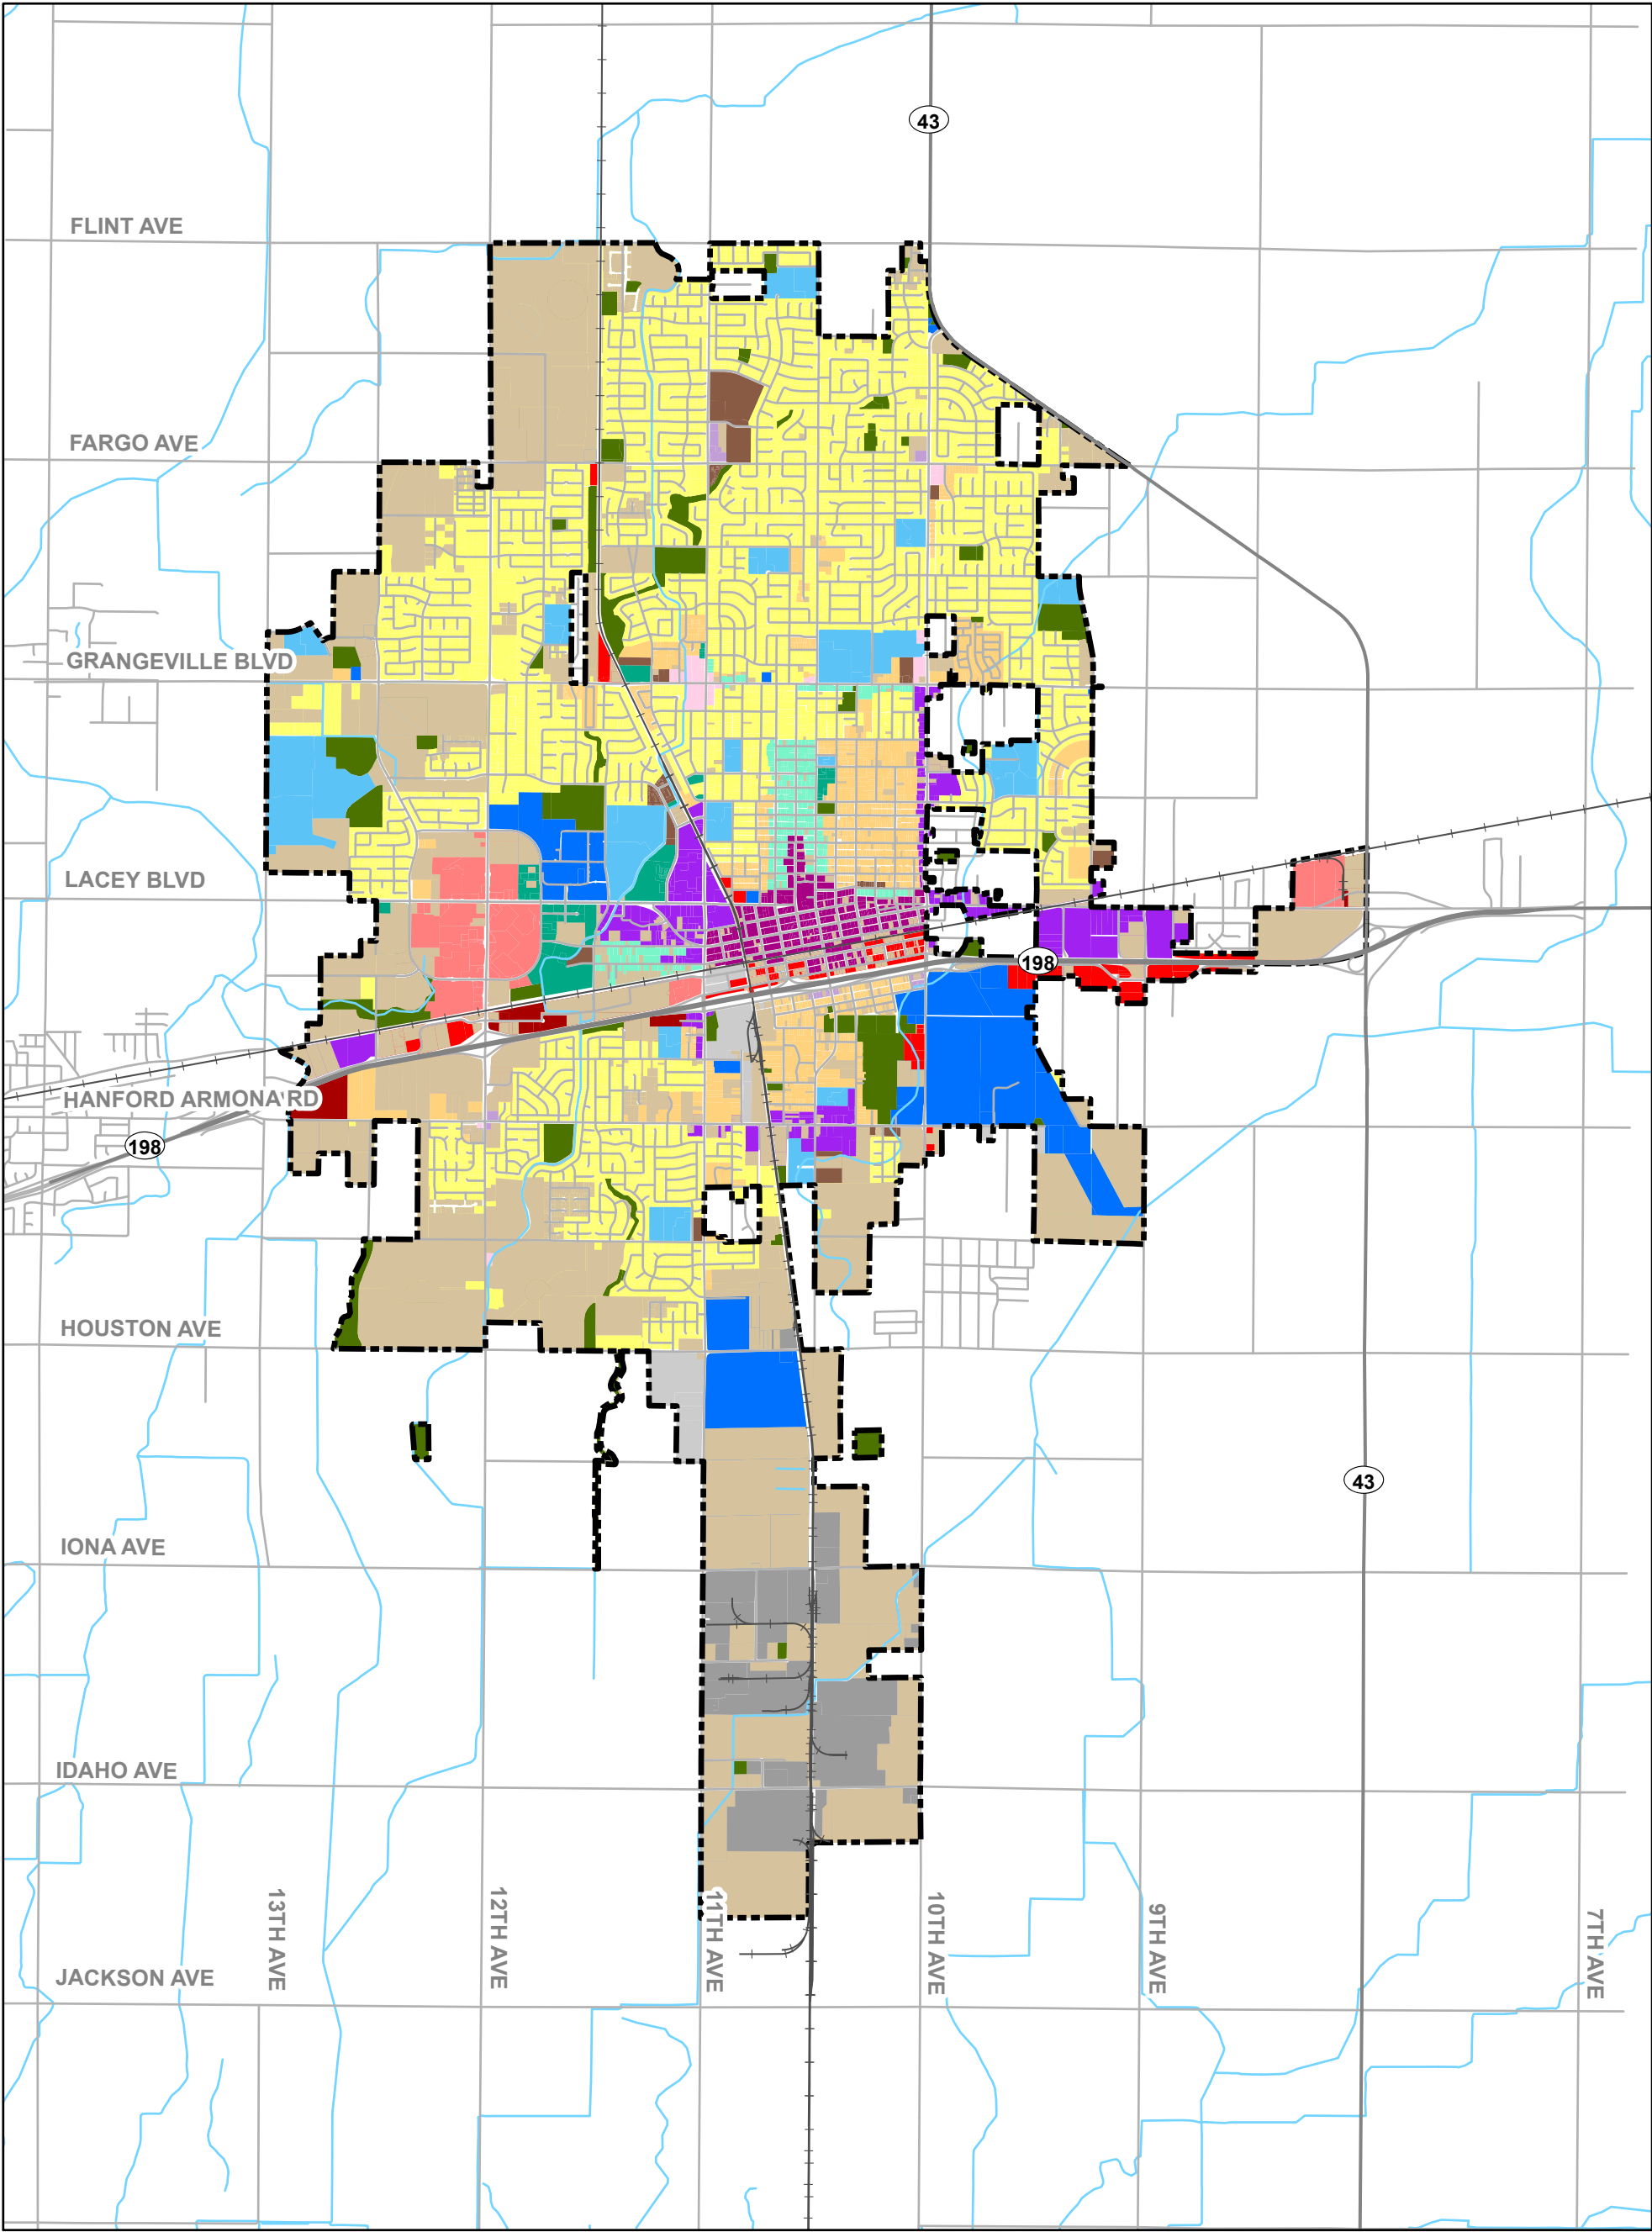 43
FLINT AVE
FARGO AVE
GRANGEVILLE BLVD
LACEY BLVD
198
HANFORD ARMONA RD
198
HOUSTON AVE
43
IONA AVE
IDAHO AVE
13TH AVE
12TH AVE
11TH AVE
10TH AVE
9TH AVE
7TH AVE
JACKSON AVE